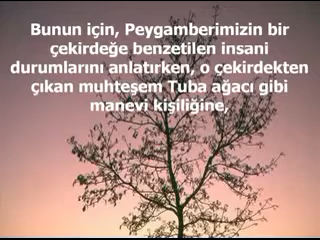 Bunun için, Peygamberimizin bir
çekirdeğe benzetilen insani
durumlarını anlatırken, o çekirdekten
çıkan muhteşem Tuba ağacı gibi
manevi kişiliğine,